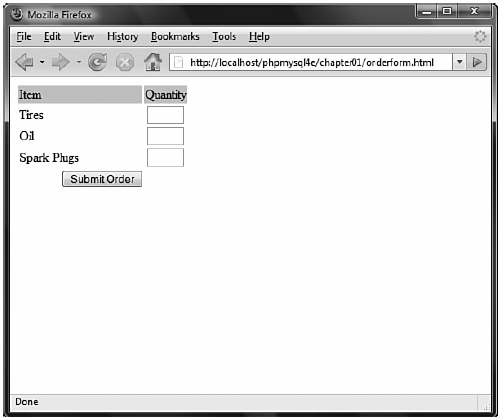 Mozilla Firefox
File Edit View History Bookmarks Tools Help
http://localhost/phpmysql4e/chapter01/orderform.html
Item Quantity
Tires
Oil
Spark Plugs
Submit Order
Done